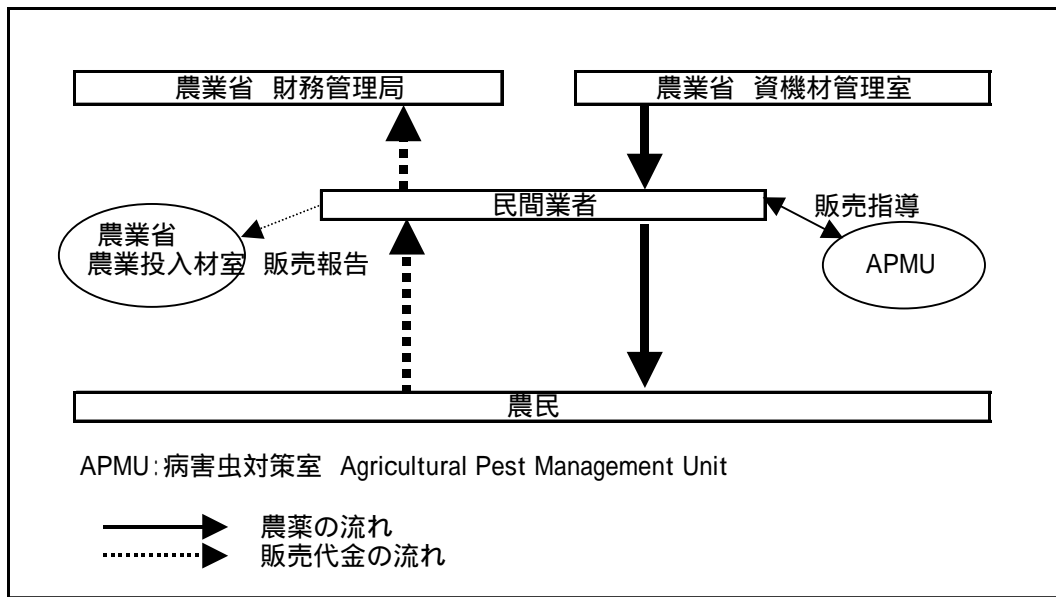 農業省 財務管理局
農業省 資機材管理室
民間業者
販売指導
農業省
農業投入材室 販売報告
APMU
農民
APMU:病害虫対策室 Agricultural Pest Management Unit
農薬の流れ
販売代金の流れ